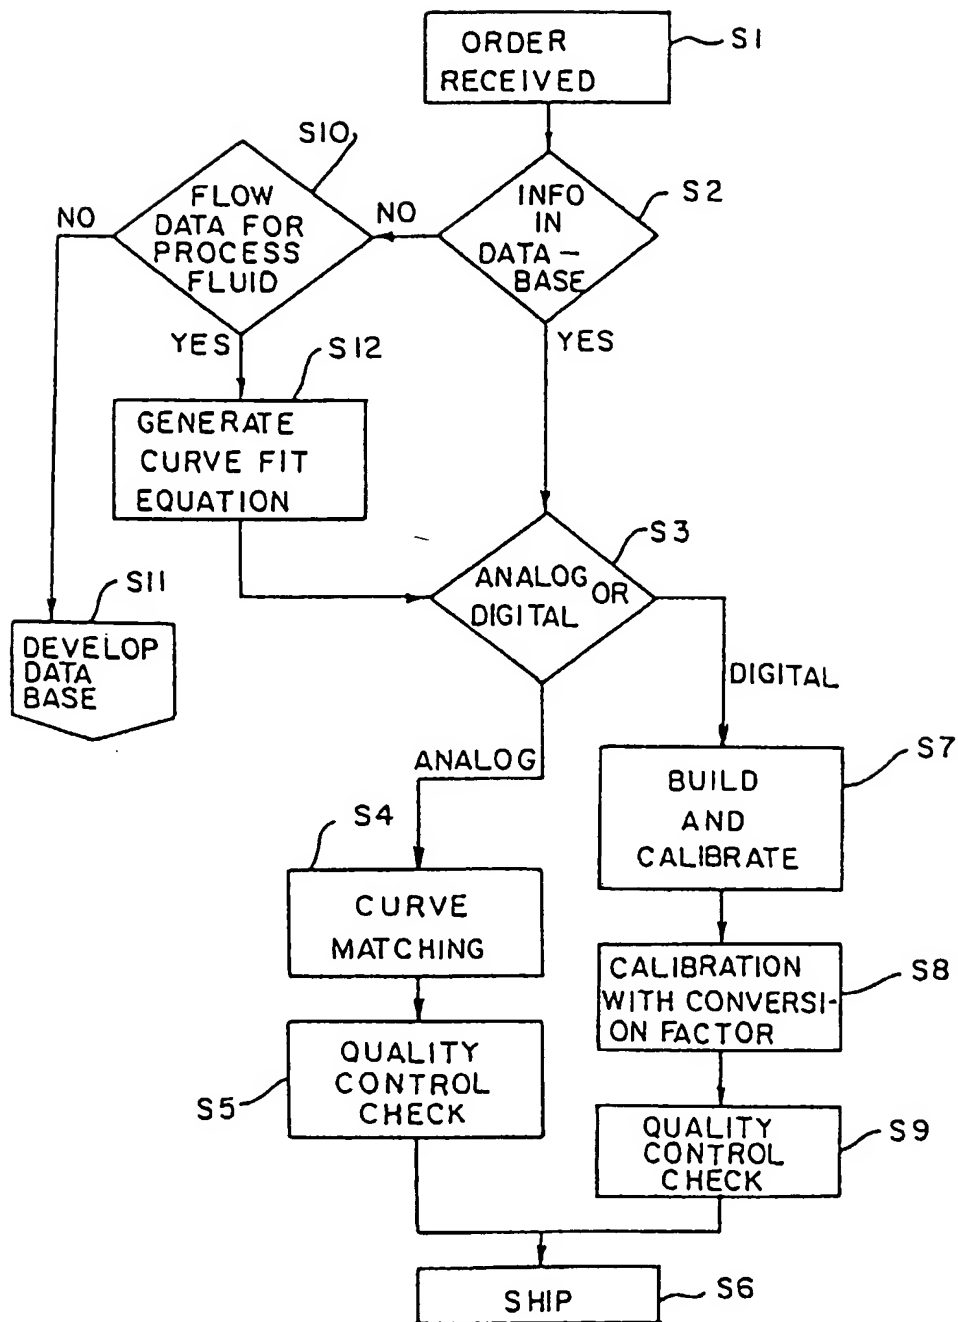 ORDER
RECEIVED
S1
S10
FLOW
DATA FOR
PROCESS
FLUID
NO
NO
INFO
IN
DATA-
BASE
S2
YES
YES
S12
GENERATE
CURVE FIT
EQUATION
S3
ANALOG
OR
DIGITAL
S11
DEVELOP
DATA
BASE
DIGITAL
ANALOG
S7
BUILD
AND
CALIBRATE
S4
CURVE
MATCHING
S8
CALIBRATION
WITH CONVERSI-
ON FACTOR
QUALITY
CONTROL
CHECK
S5
QUALITY
CONTROL
CHECK
S9
SHIP
S6